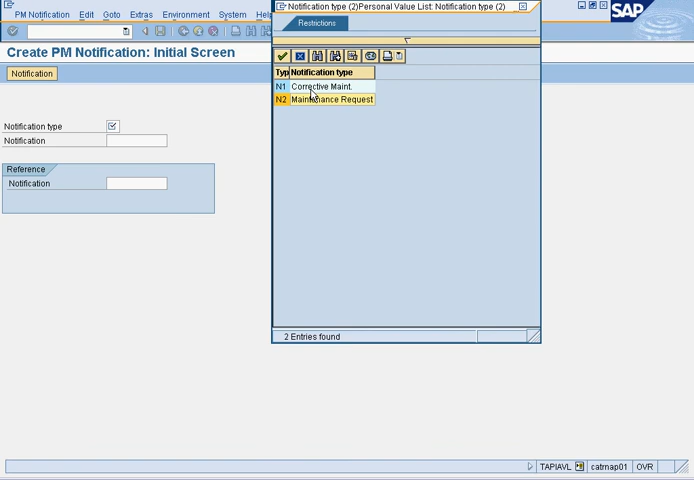 Notification type (2)Personal Value List: Notification type (2)
PM Notification Edit Goto Extras Environment System Help
SAP
Restrictions
Create PM Notification: Initial Screen
Notification
Typ Notification type
N1 Corrective Maint.
N2 Maintenance Request
Notification type
Notification
Reference
Notification
2 Entries found
TAPIAVL catrnap01 OVR